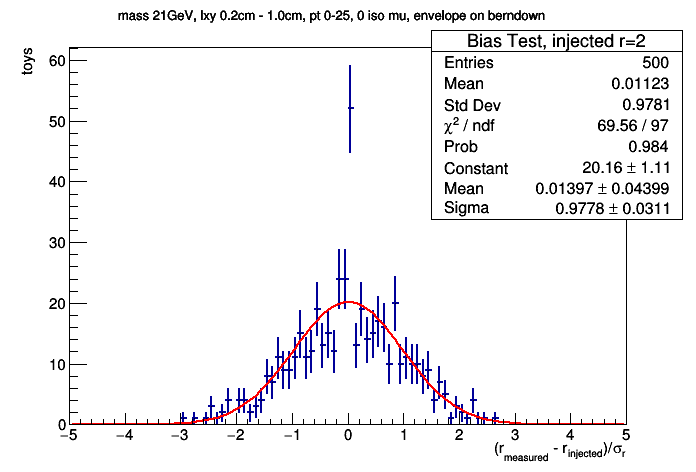 mass 21GeV, lxy 0.2cm - 1.0cm, pt 0-25, 0 iso mu, envelope on berndown
Bias Test, injected r=2
Entries 500
Mean 0.01123
Std Dev 0.9781
χ² / ndf 69.56 / 97
Prob 0.984
Constant 20.16 ± 1.11
Mean 0.01397 ± 0.04399
Sigma 0.9778 ± 0.0311
toys
60
50
40
30
20
10
0
−5 −4 −3 −2 −1 0 1 2 3 4 5
(r_measured - r_injected)/σ_r